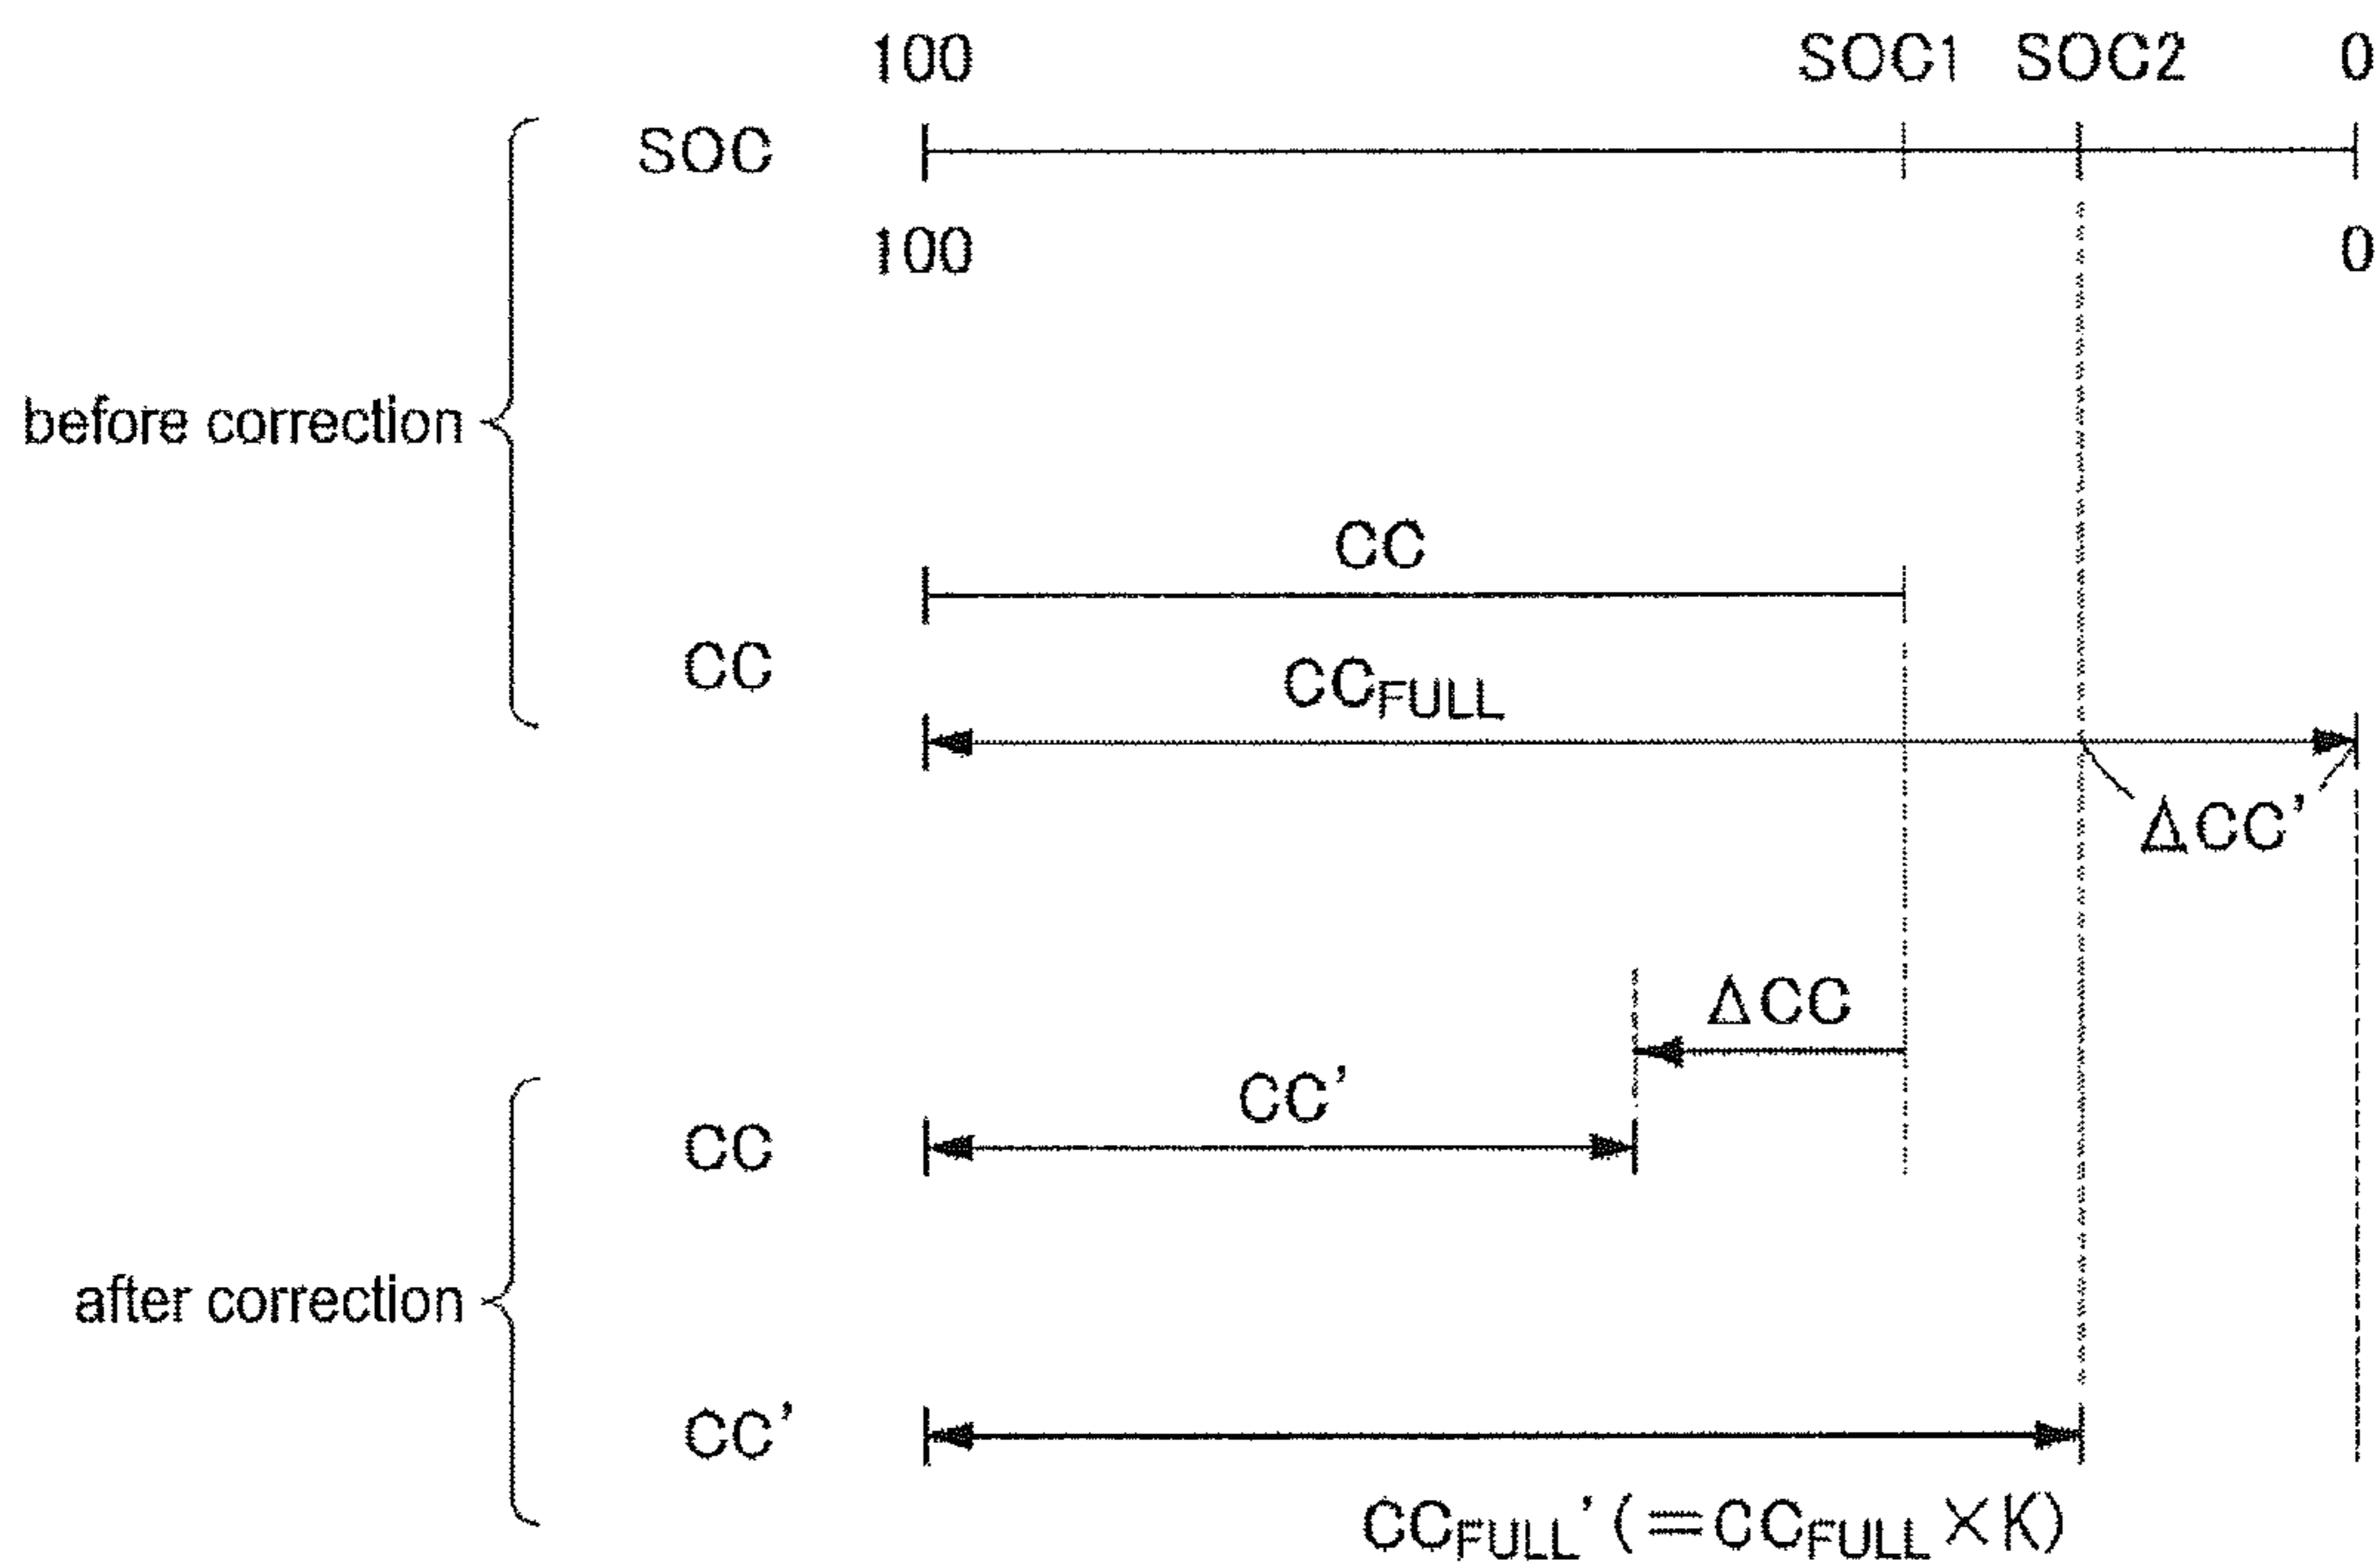 100 SOC1 SOC2 0
SOC
100 0
before correction
CC
CC
CCFULL
ΔCC'
ΔCC
CC'
CC
after correction
CC'
CCFULL'(=CCFULL×K)